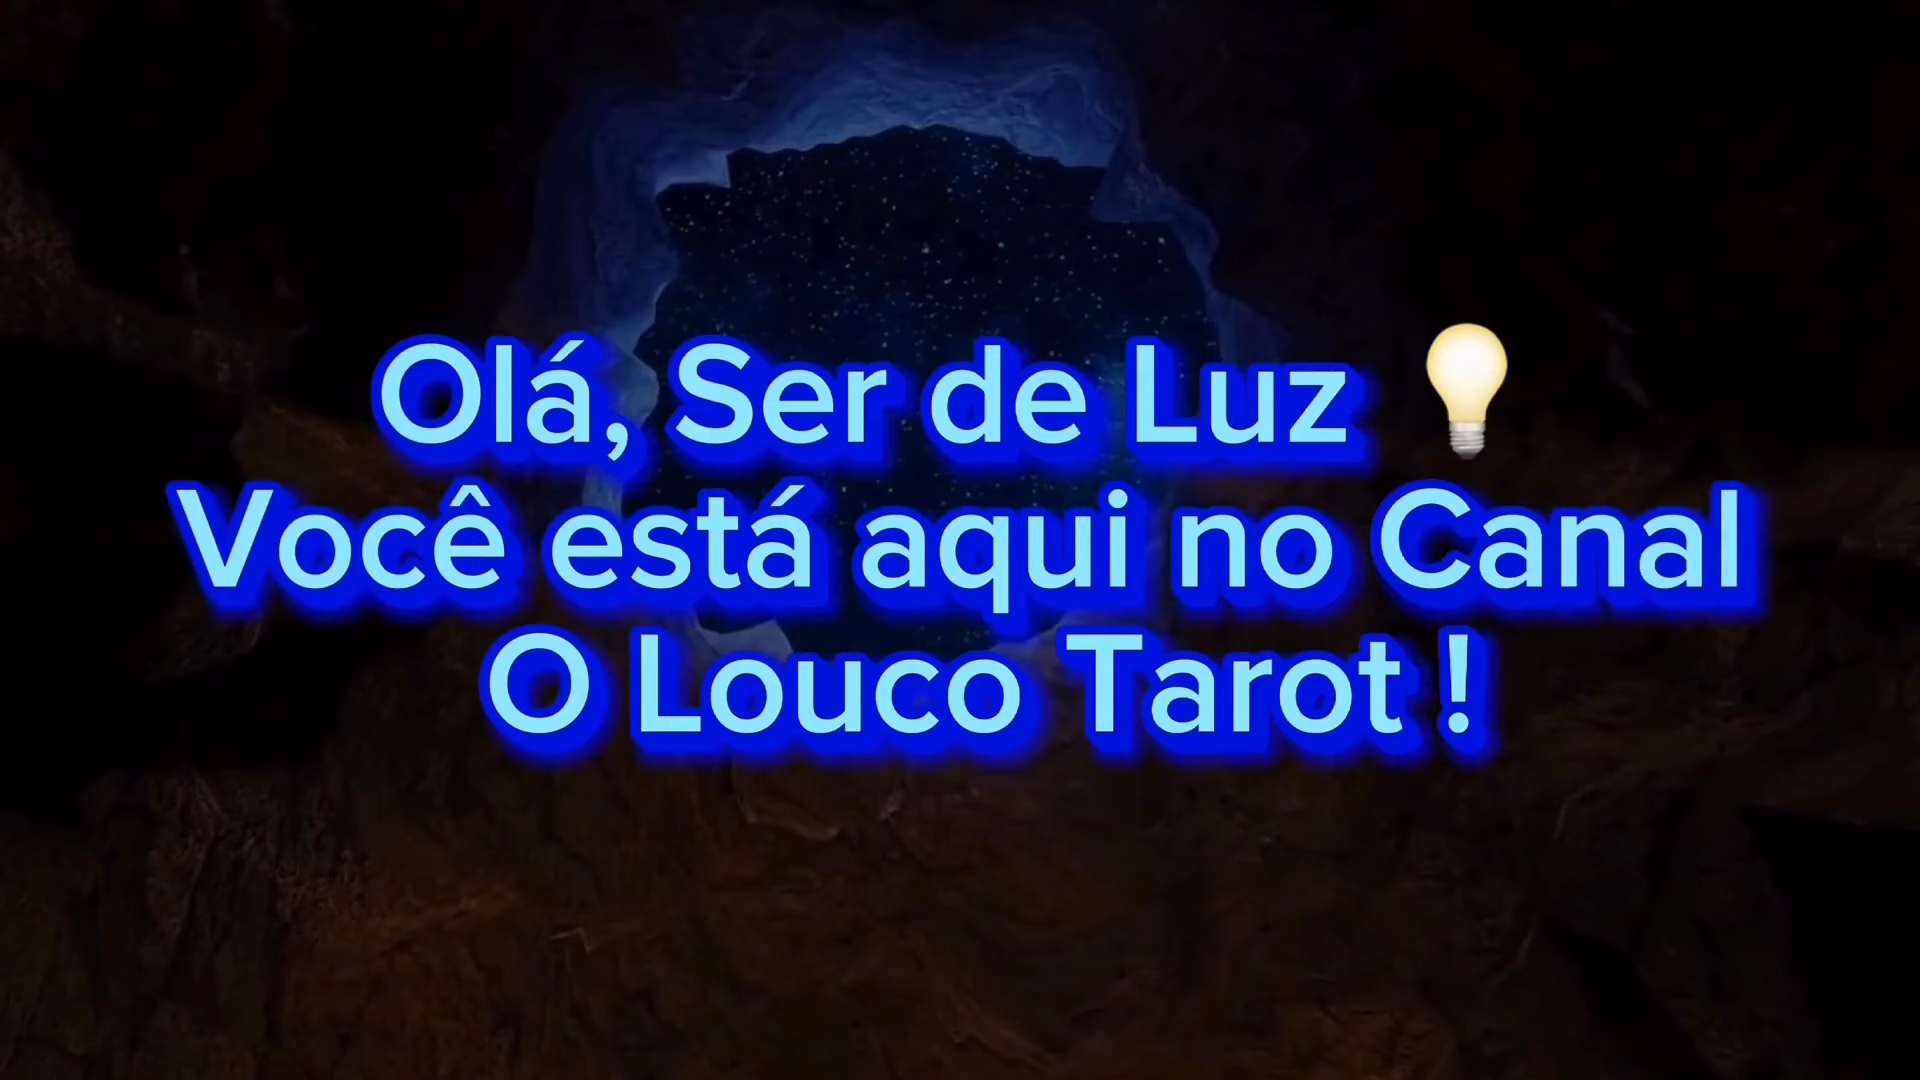 Olá, Ser de Luz 💡
Você está aqui no Canal
O Louco Tarot !